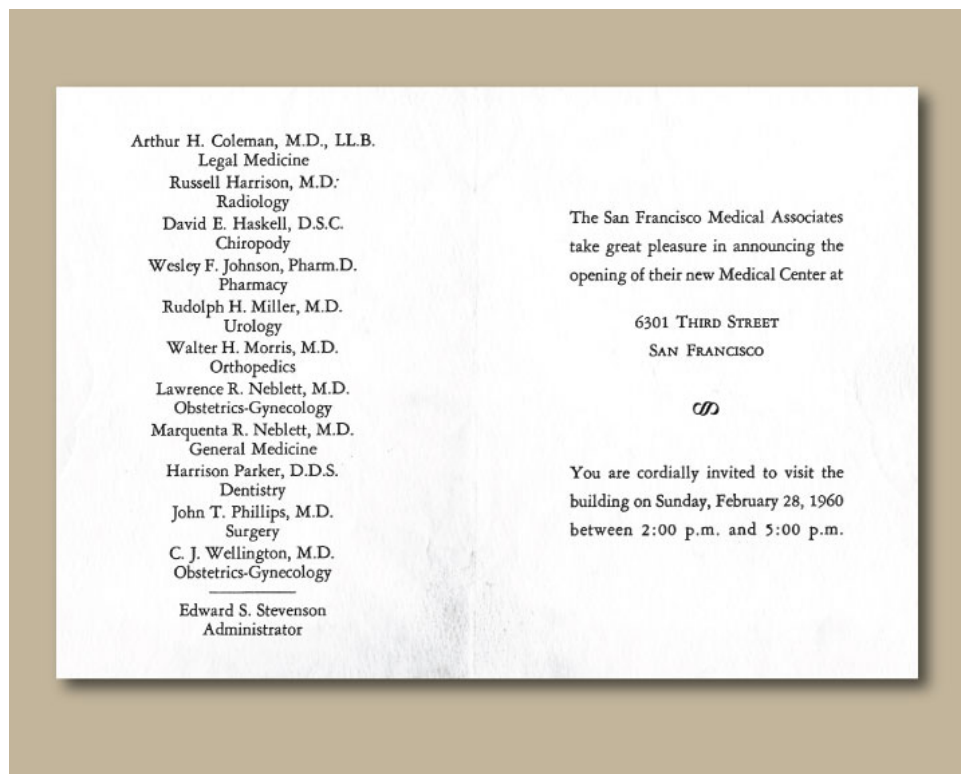 Arthur H. Coleman, M.D., LL.B.
Legal Medicine
Russell Harrison, M.D.
Radiology
David E. Haskell, D.S.C.
Chiropody
Wesley F. Johnson, Pharm.D.
Pharmacy
Rudolph H. Miller, M.D.
Urology
Walter H. Morris, M.D.
Orthopedics
Lawrence R. Neblett, M.D.
Obstetrics-Gynecology
Marquenta R. Neblett, M.D.
General Medicine
Harrison Parker, D.D.S.
Dentistry
John T. Phillips, M.D.
Surgery
C. J. Wellington, M.D.
Obstetrics-Gynecology
Edward S. Stevenson
Administrator
The San Francisco Medical Associates
take great pleasure in announcing the
opening of their new Medical Center at
6301 THIRD STREET
SAN FRANCISCO
You are cordially invited to visit the
building on Sunday, February 28, 1960
between 2:00 p.m. and 5:00 p.m.